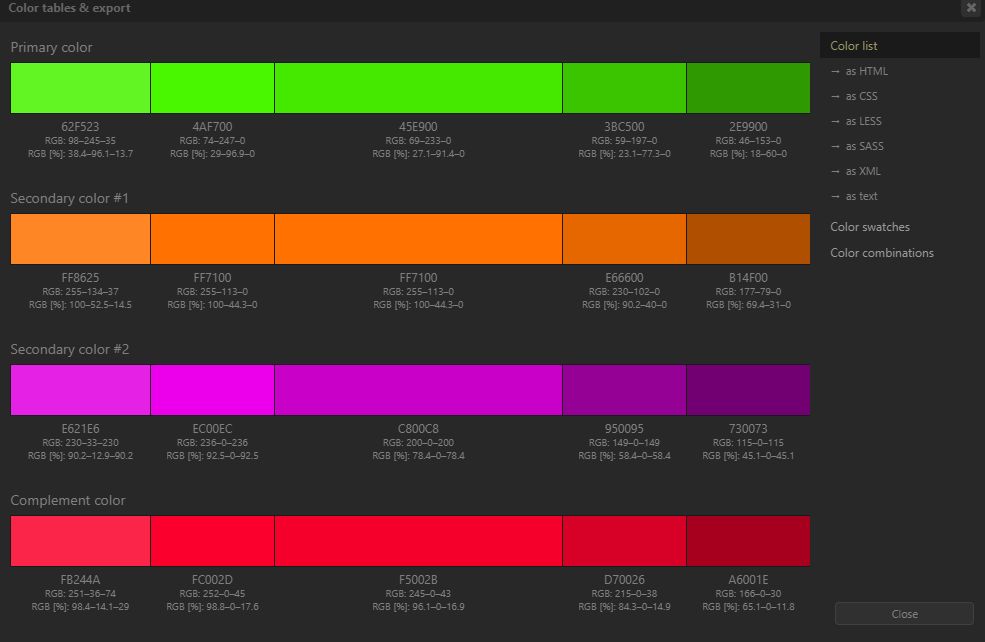 Color tables & export
Primary color
62F523 4AF700 45E900 3BC500 2E9900
RGB: 98–245–35 RGB: 74–247–0 RGB: 69–233–0 RGB: 59–197–0 RGB: 46–153–0
RGB [%]: 38.4–96.1–13.7 RGB [%]: 29–96.9–0 RGB [%]: 27.1–91.4–0 RGB [%]: 23.1–77.3–0 RGB [%]: 18–60–0
Secondary color #1
FF8625 FF7100 FF7100 E66600 B14F00
RGB: 255–134–37 RGB: 255–113–0 RGB: 255–113–0 RGB: 230–102–0 RGB: 177–79–0
RGB [%]: 100–52.5–14.5 RGB [%]: 100–44.3–0 RGB [%]: 100–44.3–0 RGB [%]: 90.2–40–0 RGB [%]: 69.4–31–0
Secondary color #2
E621E6 EC00EC C800C8 950095 730073
RGB: 230–33–230 RGB: 236–0–236 RGB: 200–0–200 RGB: 149–0–149 RGB: 115–0–115
RGB [%]: 90.2–12.9–90.2 RGB [%]: 92.5–0–92.5 RGB [%]: 78.4–0–78.4 RGB [%]: 58.4–0–58.4 RGB [%]: 45.1–0–45.1
Complement color
FB244A FC002D F5002B D70026 A6001E
RGB: 251–36–74 RGB: 252–0–45 RGB: 245–0–43 RGB: 215–0–38 RGB: 166–0–30
RGB [%]: 98.4–14.1–29 RGB [%]: 98.8–0–17.6 RGB [%]: 96.1–0–16.9 RGB [%]: 84.3–0–14.9 RGB [%]: 65.1–0–11.8
Color list
→ as HTML
→ as CSS
→ as LESS
→ as SASS
→ as XML
→ as text
Color swatches
Color combinations
Close